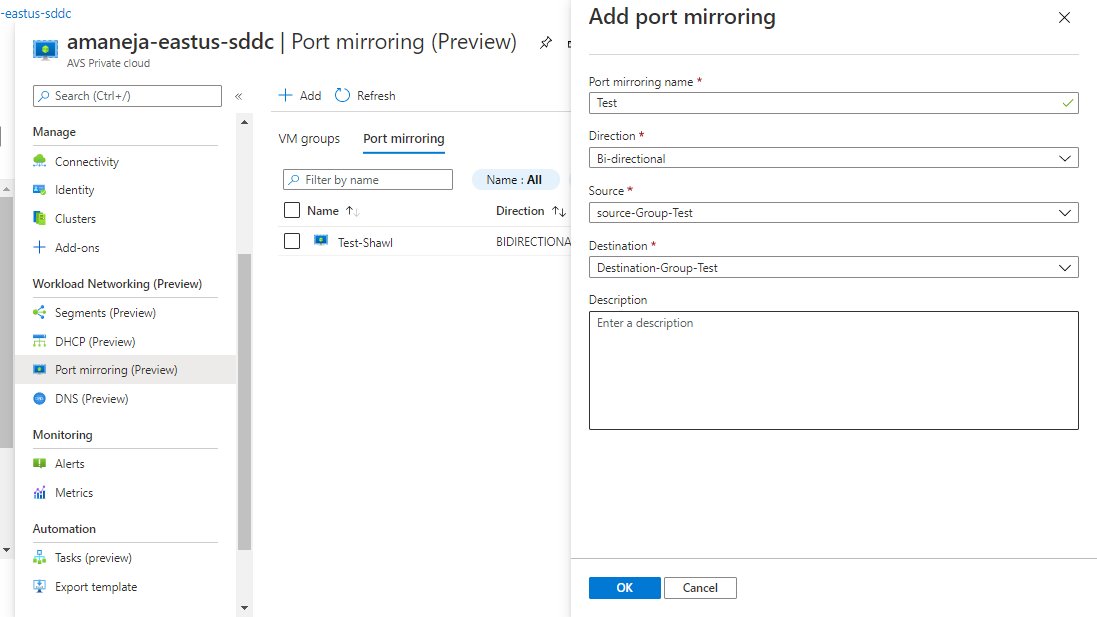 -eastus-sddc
amaneja-eastus-sddc | Port mirroring (Preview)
AVS Private cloud
Search (Ctrl+/)
«
Manage
Connectivity
Identity
Clusters
Add-ons
Workload Networking (Preview)
Segments (Preview)
DHCP (Preview)
Port mirroring (Preview)
DNS (Preview)
Monitoring
Alerts
Metrics
Automation
Tasks (preview)
Export template
Add Refresh
VM groups Port mirroring
Filter by name Name : All
Name ↑↓ Direction ↑↓
Test-Shawl BIDIRECTIONA
Add port mirroring
Port mirroring name *
Test
Direction *
Bi-directional
Source *
source-Group-Test
Destination *
Destination-Group-Test
Description
Enter a description
OK Cancel